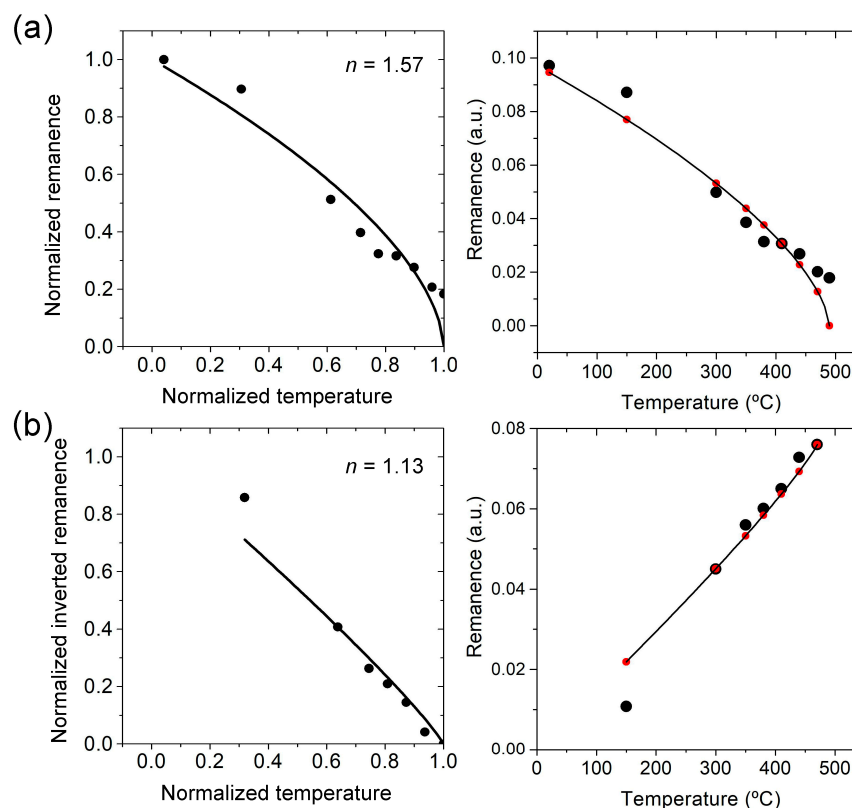 (a)
n = 1.57
1.0
0.8
0.6
0.4
0.2
0.0
Normalized remanence
0.0 0.2 0.4 0.6 0.8 1.0
Normalized temperature
0.10
0.08
0.06
0.04
0.02
0.00
Remanence (a.u.)
0 100 200 300 400 500
Temperature (ºC)
(b)
n = 1.13
1.0
0.8
0.6
0.4
0.2
0.0
Normalized inverted remanence
0.0 0.2 0.4 0.6 0.8 1.0
Normalized temperature
0.08
0.06
0.04
0.02
0.00
Remanence (a.u.)
0 100 200 300 400 500
Temperature (ºC)